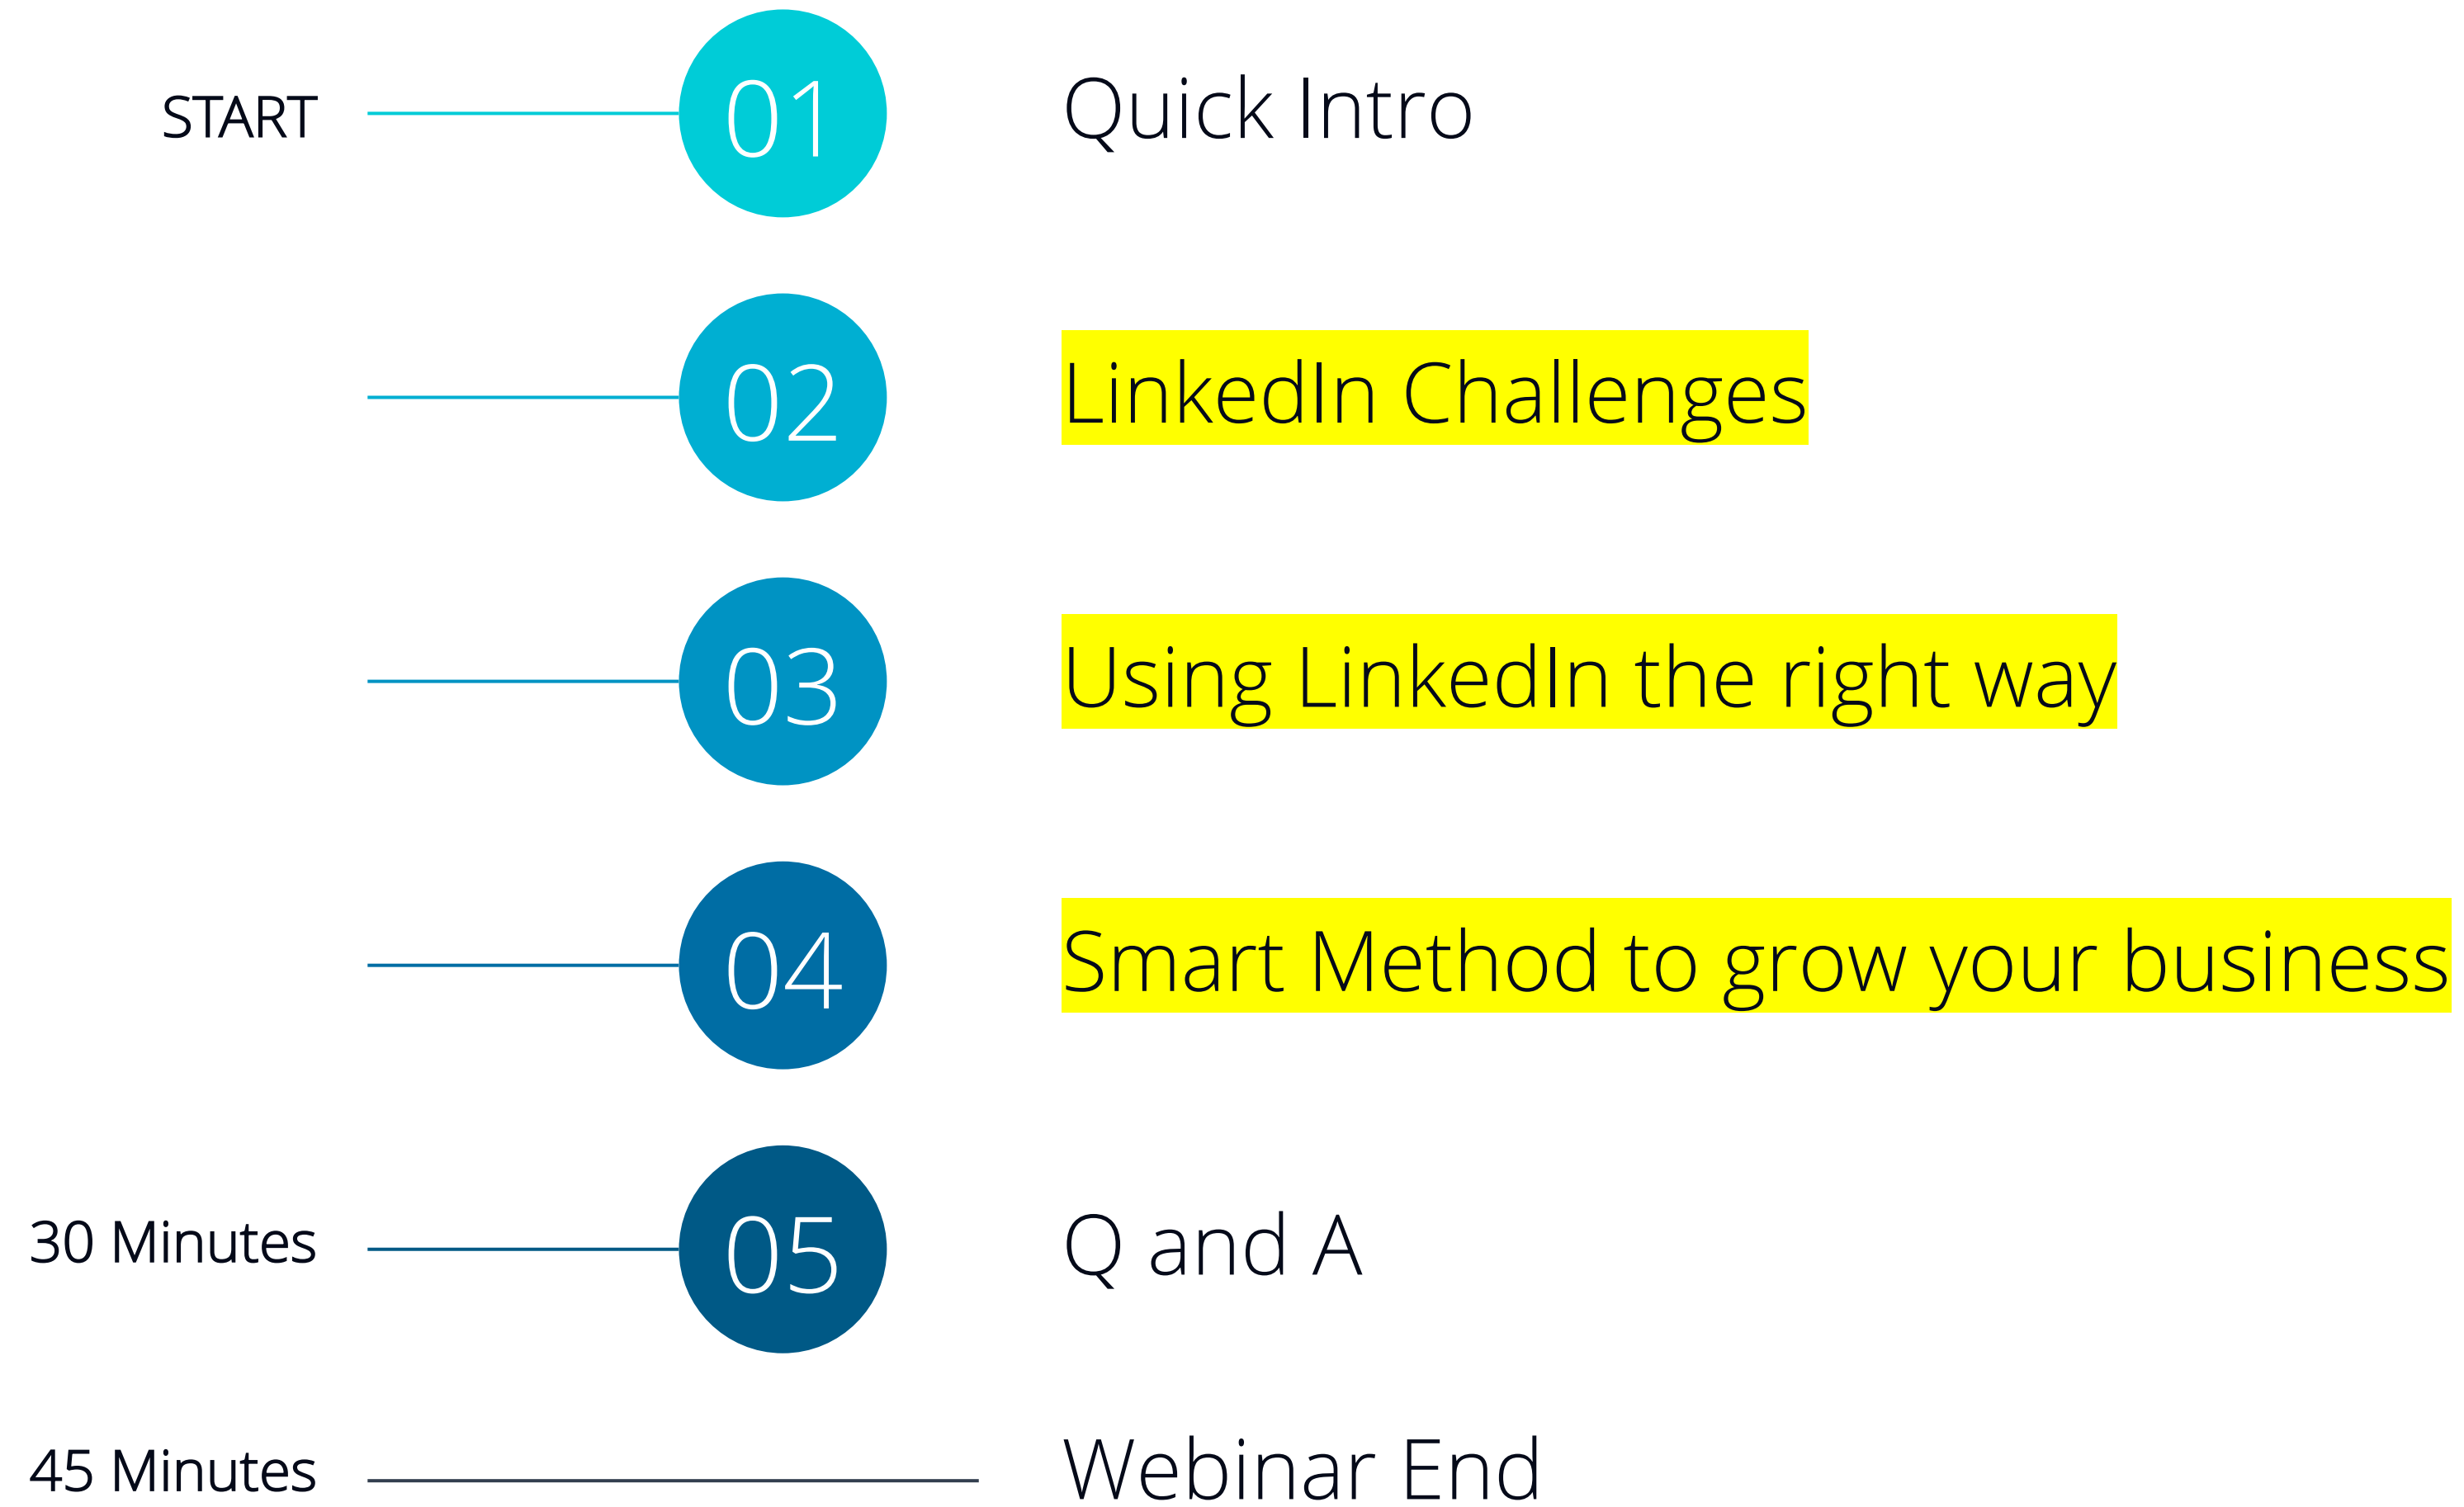 START 01 Quick Intro
02 LinkedIn Challenges
03 Using LinkedIn the right way
04 Smart Method to grow your business
30 Minutes 05 Q and A
45 Minutes Webinar End